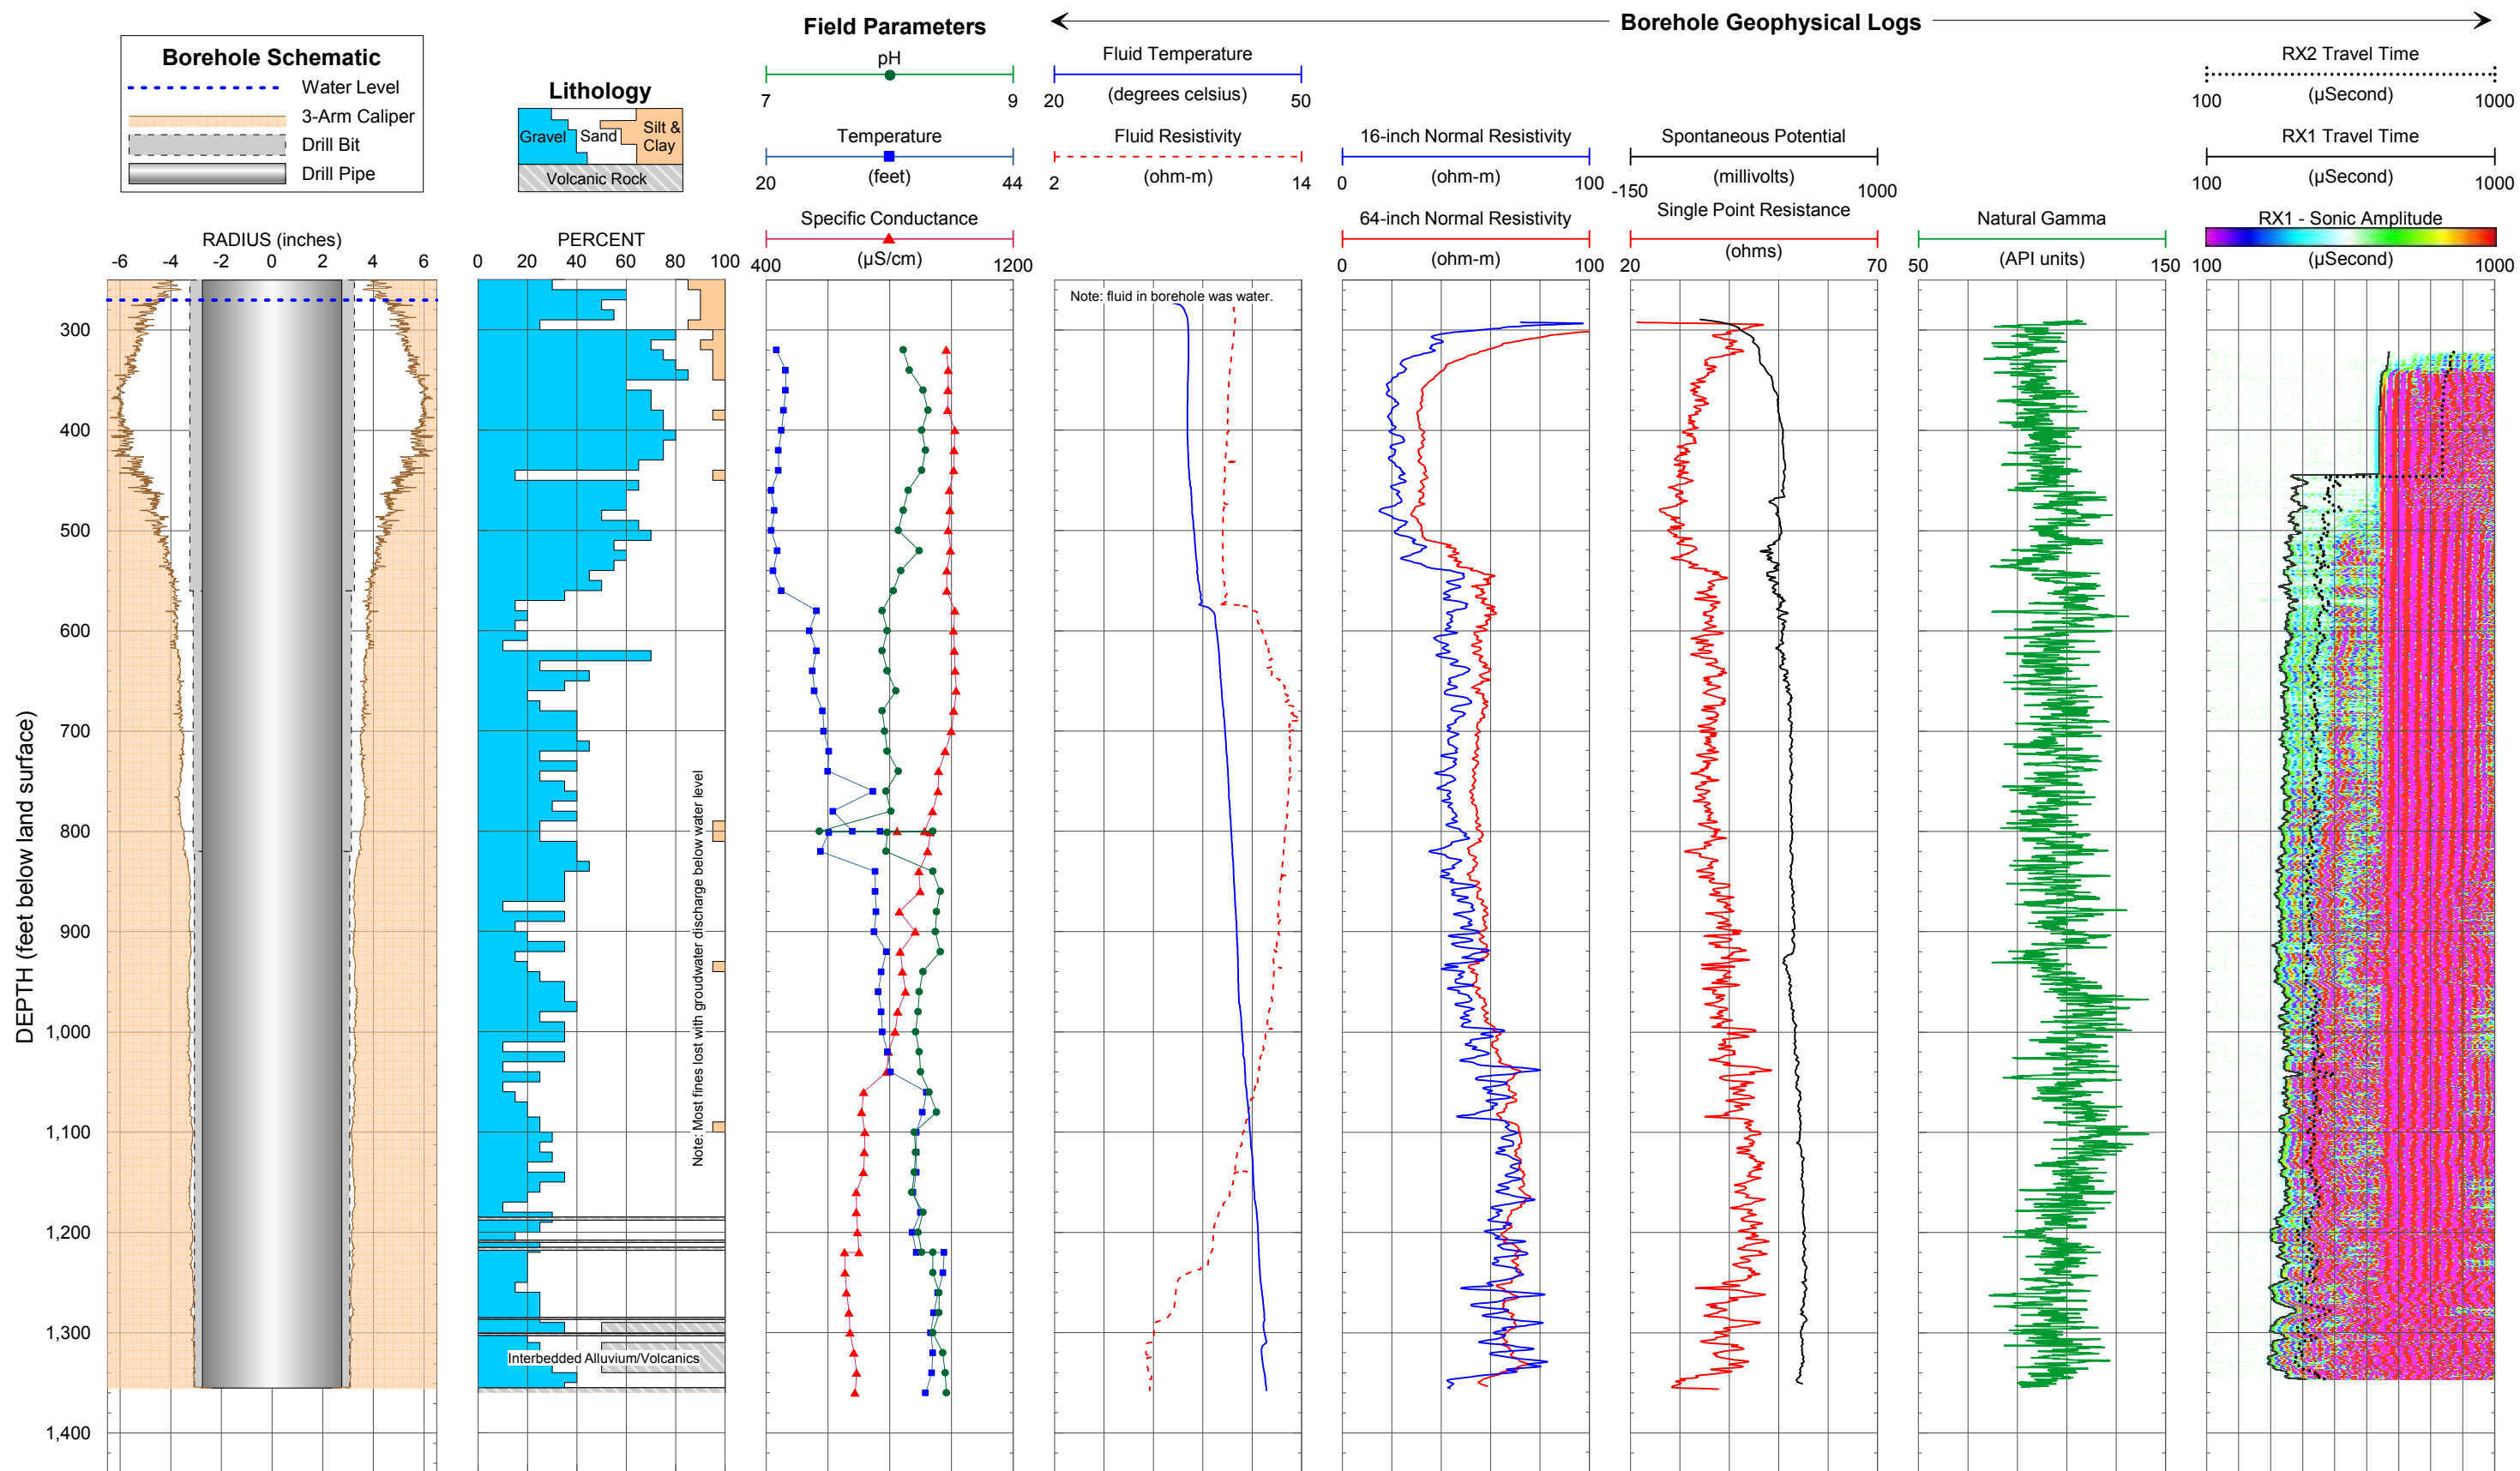 Field Parameters
Borehole Geophysical Logs
Borehole Schematic
Water Level
3-Arm Caliper
Drill Bit
Drill Pipe
Lithology
Gravel
Sand
Silt &
Clay
Volcanic Rock
pH
7 9
Temperature
(feet)
20 44
Specific Conductance
(µS/cm)
400 1200
Fluid Temperature
(degrees celsius)
20 50
Fluid Resistivity
(ohm-m)
2 14
16-inch Normal Resistivity
(ohm-m)
0 100
64-inch Normal Resistivity
(ohm-m)
0 100
Spontaneous Potential
(millivolts)
-150 1000
Single Point Resistance
(ohms)
20 70
Natural Gamma
(API units)
50 150
RX2 Travel Time
(µSecond)
100 1000
RX1 Travel Time
(µSecond)
100 1000
RX1 - Sonic Amplitude
(µSecond)
100 1000
RADIUS (inches)
-6 -4 -2 0 2 4 6
PERCENT
0 20 40 60 80 100
DEPTH (feet below land surface)
300
400
500
600
700
800
900
1,000
1,100
1,200
1,300
1,400
Note: Most fines lost with groudwater discharge below water level
Interbedded Alluvium/Volcanics
Note: fluid in borehole was water.